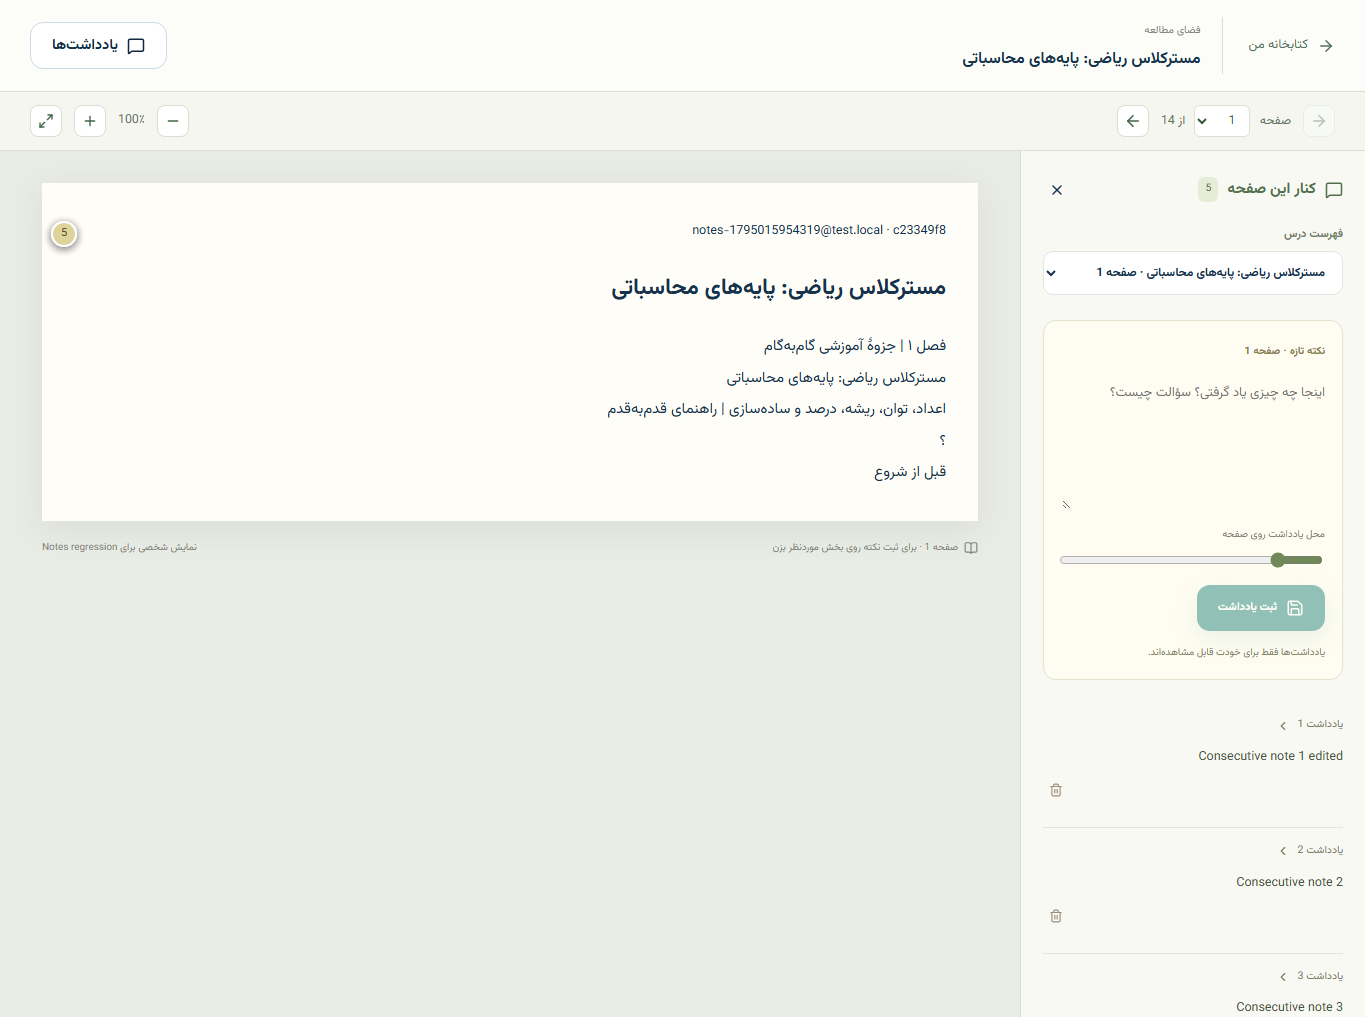 کتابخانه من
فضای مطالعه
مسترکلاس ریاضی: پایه‌های محاسباتی
یادداشت‌ها
صفحه
1
از 14
100٪
کنار این صفحه
5
فهرست درس
مسترکلاس ریاضی: پایه‌های محاسباتی · صفحه 1
نکته تازه · صفحه 1
اینجا چه چیزی یاد گرفتی؟ سؤالت چیست؟
محل یادداشت روی صفحه
ثبت یادداشت
یادداشت‌ها فقط برای خودت قابل مشاهده‌اند.
یادداشت 1
Consecutive note 1 edited
یادداشت 2
Consecutive note 2
یادداشت 3
Consecutive note 3
5
notes-1795015954319@test.local · c23349f8
مسترکلاس ریاضی: پایه‌های محاسباتی
فصل ۱ | جزوهٔ آموزشی گام‌به‌گام
مسترکلاس ریاضی: پایه‌های محاسباتی
اعداد، توان، ریشه، درصد و ساده‌سازی | راهنمای قدم‌به‌قدم
؟
قبل از شروع
صفحه 1 · برای ثبت نکته روی بخش موردنظر بزن
نمایش شخصی برای Notes regression